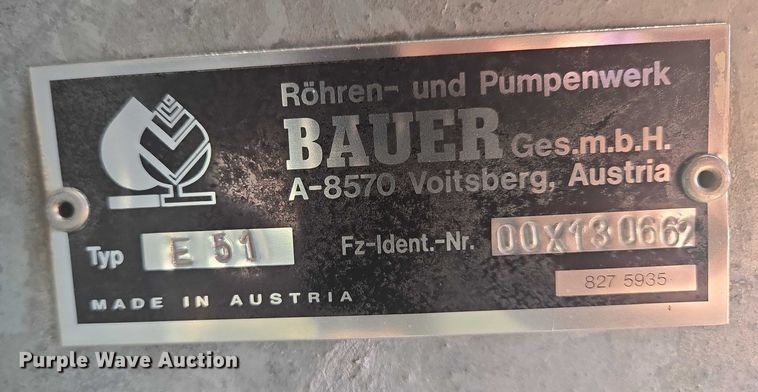 Röhren- und Pumpenwerk
BAUER Ges.m.b.H.
A-8570 Voitsberg, Austria
Typ E 51 Fz-Ident.-Nr. 00X130662
827 5935
MADE IN AUSTRIA
Purple Wave Auction